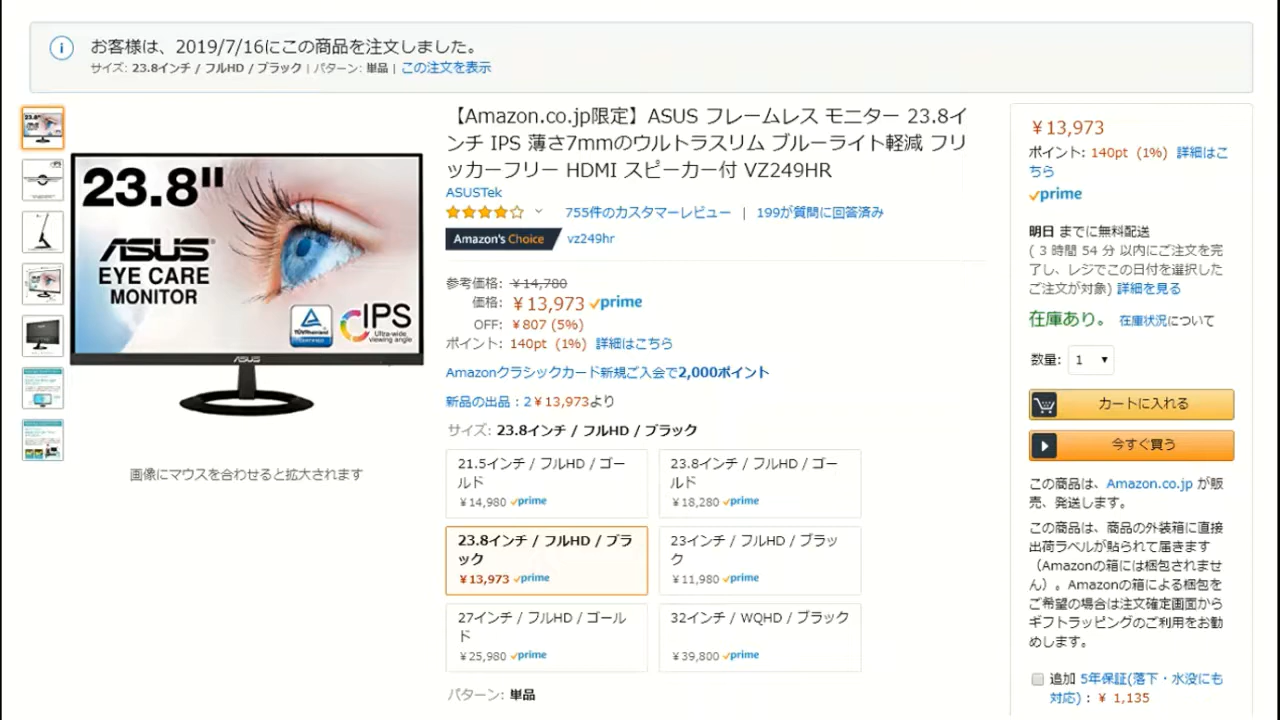 お客様は、2019/7/16にこの商品を注文しました。
サイズ: 23.8インチ / フルHD / ブラック | パターン: 単品 | この注文を表示
23.8"
ASUS
EYE CARE
MONITOR
TÜVRheinland
CERTIFIED
IPS
Ultra-wide
viewing angle
ASUS
画像にマウスを合わせると拡大されます
【Amazon.co.jp限定】ASUS フレームレス モニター 23.8イ
ンチ IPS 薄さ7mmのウルトラスリム ブルーライト軽減 フリ
ッカーフリー HDMI スピーカー付 VZ249HR
ASUSTek
755件のカスタマーレビュー | 199が質問に回答済み
Amazon's Choice vz249hr
参考価格: ￥14,780
価格: ￥13,973 prime
OFF: ￥807 (5%)
ポイント: 140pt (1%) 詳細はこちら
Amazonクラシックカード新規ご入会で2,000ポイント
新品の出品：2￥13,973より
サイズ: 23.8インチ / フルHD / ブラック
21.5インチ / フルHD / ゴー
ルド
￥14,980 prime
23.8インチ / フルHD / ゴー
ルド
￥18,280 prime
23.8インチ / フルHD / ブラ
ック
￥13,973 prime
23インチ / フルHD / ブラッ
ク
￥11,980 prime
27インチ / フルHD / ゴール
ド
￥25,980 prime
32インチ / WQHD / ブラック
￥39,800 prime
パターン: 単品
￥13,973
ポイント: 140pt (1%) 詳細はこ
ちら
prime
明日 までに無料配送
( 3 時間 54 分 以内にご注文を完
了し、レジでこの日付を選択した
ご注文が対象) 詳細を見る
在庫あり。 在庫状況について
数量: 1
カートに入れる
今すぐ買う
この商品は、Amazon.co.jp が販
売、発送します。
この商品は、商品の外装箱に直接
出荷ラベルが貼られて届きます
（Amazonの箱には梱包されませ
ん）。Amazonの箱による梱包を
ご希望の場合は注文確定画面から
ギフトラッピングのご利用をお勧
めします。
追加 5年保証(落下・水没にも
対応)：￥ 1,135